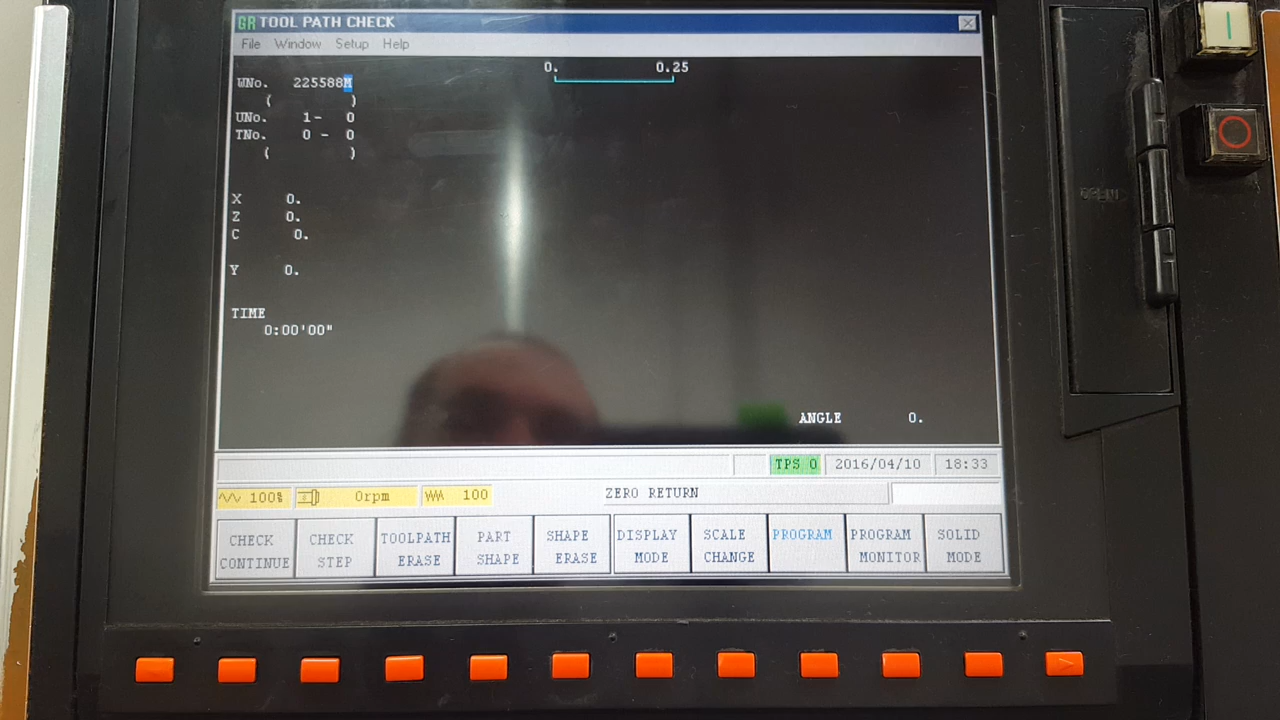 GR TOOL PATH CHECK
File Window Setup Help
0. 0.25
WNo. 225588M
( )
UNo. 1- 0
TNo. 0 - 0
( )
X 0.
Z 0.
C 0.
Y 0.
TIME
0:00'00"
ANGLE 0.
TPS 0 2016/04/10 18:33
100% 0rpm 100
ZERO RETURN
CHECK CONTINUE
CHECK STEP
TOOLPATH ERASE
PART SHAPE
SHAPE ERASE
DISPLAY MODE
SCALE CHANGE
PROGRAM
PROGRAM MONITOR
SOLID MODE